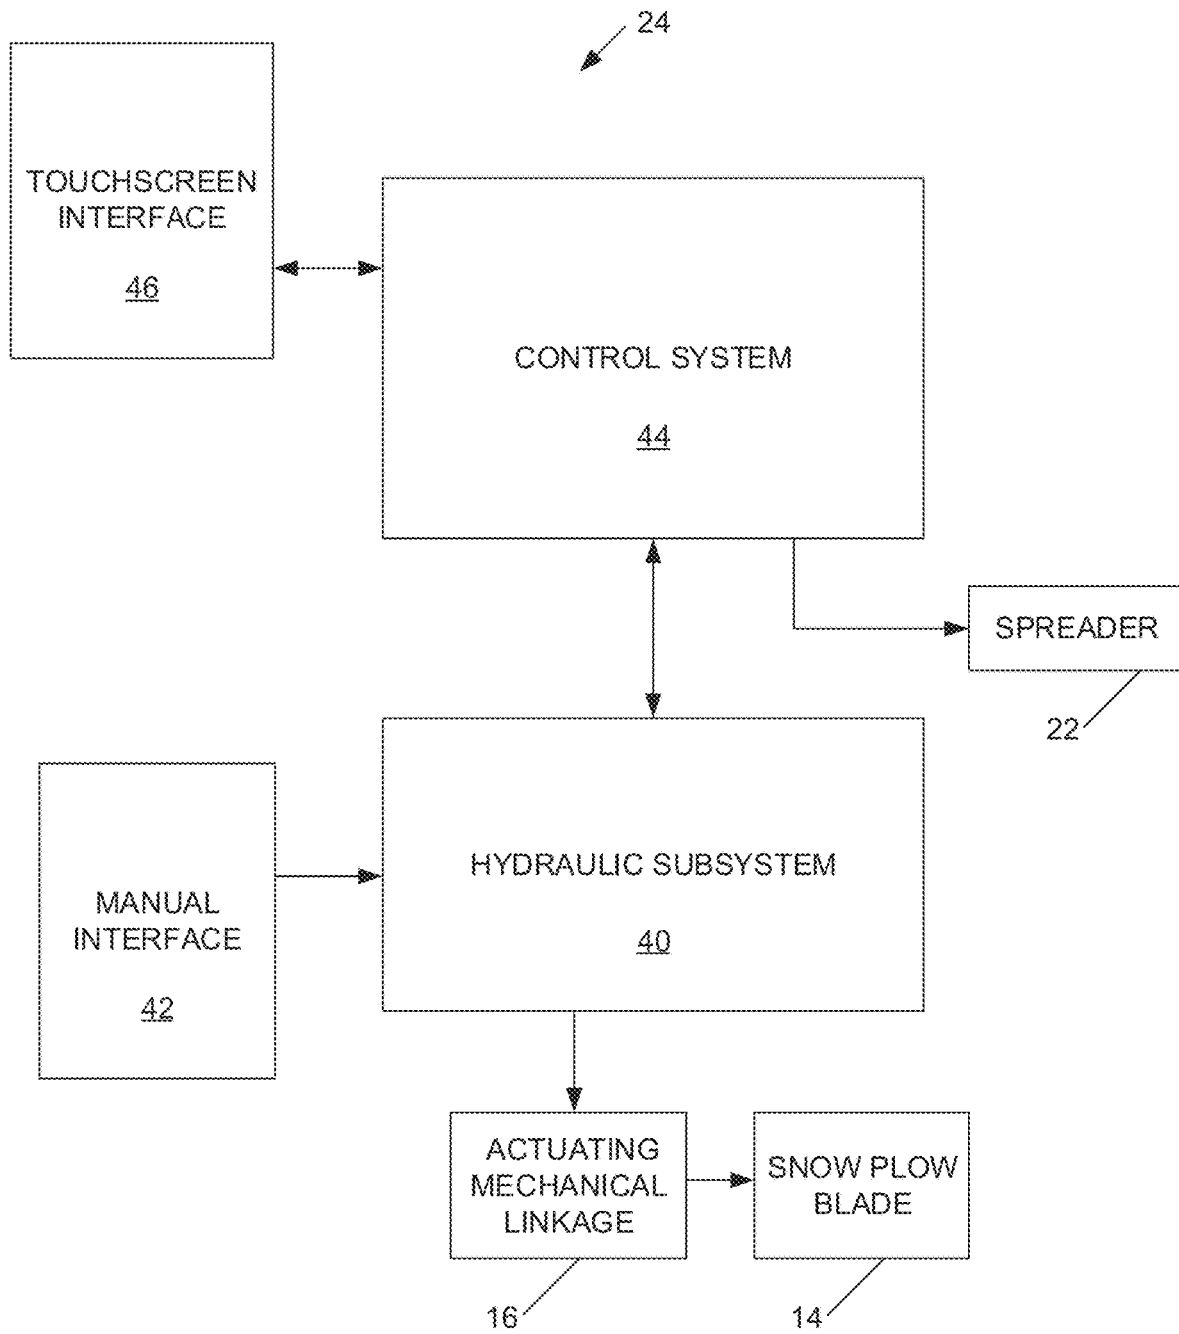 24
TOUCHSCREEN
INTERFACE
46
CONTROL SYSTEM
44
SPREADER
22
MANUAL
INTERFACE
42
HYDRAULIC SUBSYSTEM
40
ACTUATING
MECHANICAL
LINKAGE
16
SNOW PLOW
BLADE
14